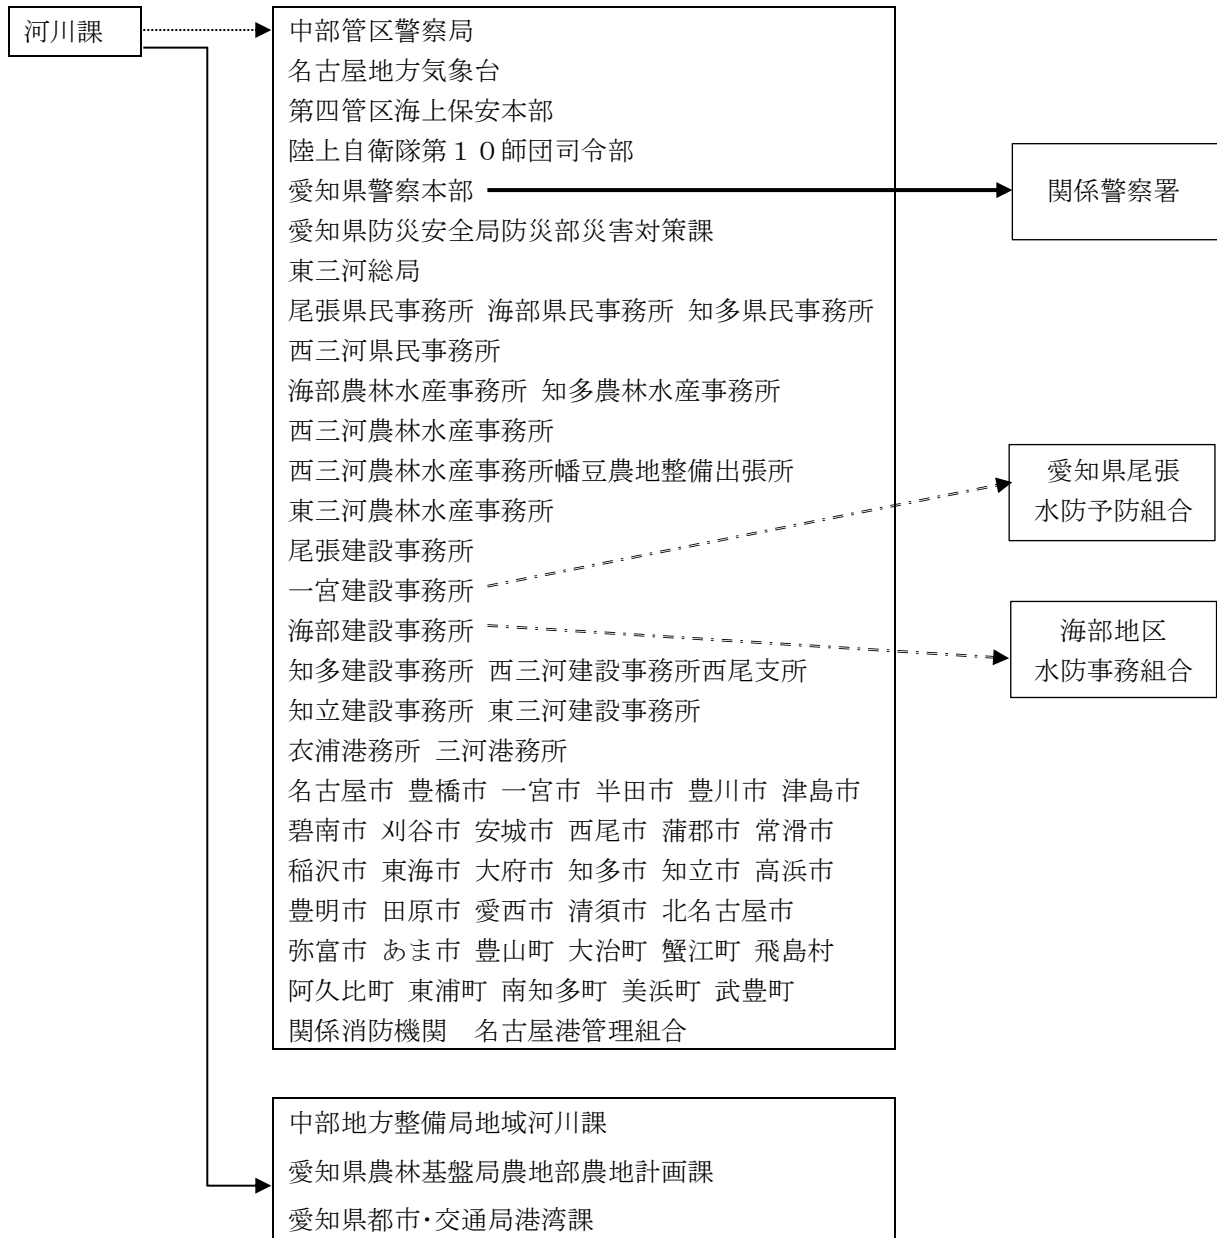 河川課
中部管区警察局
名古屋地方気象台
第四管区海上保安本部
陸上自衛隊第１０師団司令部
愛知県警察本部
関係警察署
愛知県防災安全局防災部災害対策課
東三河総局
尾張県民事務所 海部県民事務所 知多県民事務所
西三河県民事務所
海部農林水産事務所 知多農林水産事務所
西三河農林水産事務所
西三河農林水産事務所幡豆農地整備出張所
東三河農林水産事務所
尾張建設事務所
一宮建設事務所
愛知県尾張
水防予防組合
海部建設事務所
海部地区
水防事務組合
知多建設事務所 西三河建設事務所西尾支所
知立建設事務所 東三河建設事務所
衣浦港務所 三河港務所
名古屋市 豊橋市 一宮市 半田市 豊川市 津島市
碧南市 刈谷市 安城市 西尾市 蒲郡市 常滑市
稲沢市 東海市 大府市 知多市 知立市 高浜市
豊明市 田原市 愛西市 清須市 北名古屋市
弥富市 あま市 豊山町 大治町 蟹江町 飛島村
阿久比町 東浦町 南知多町 美浜町 武豊町
関係消防機関　名古屋港管理組合
中部地方整備局地域河川課
愛知県農林基盤局農地部農地計画課
愛知県都市・交通局港湾課